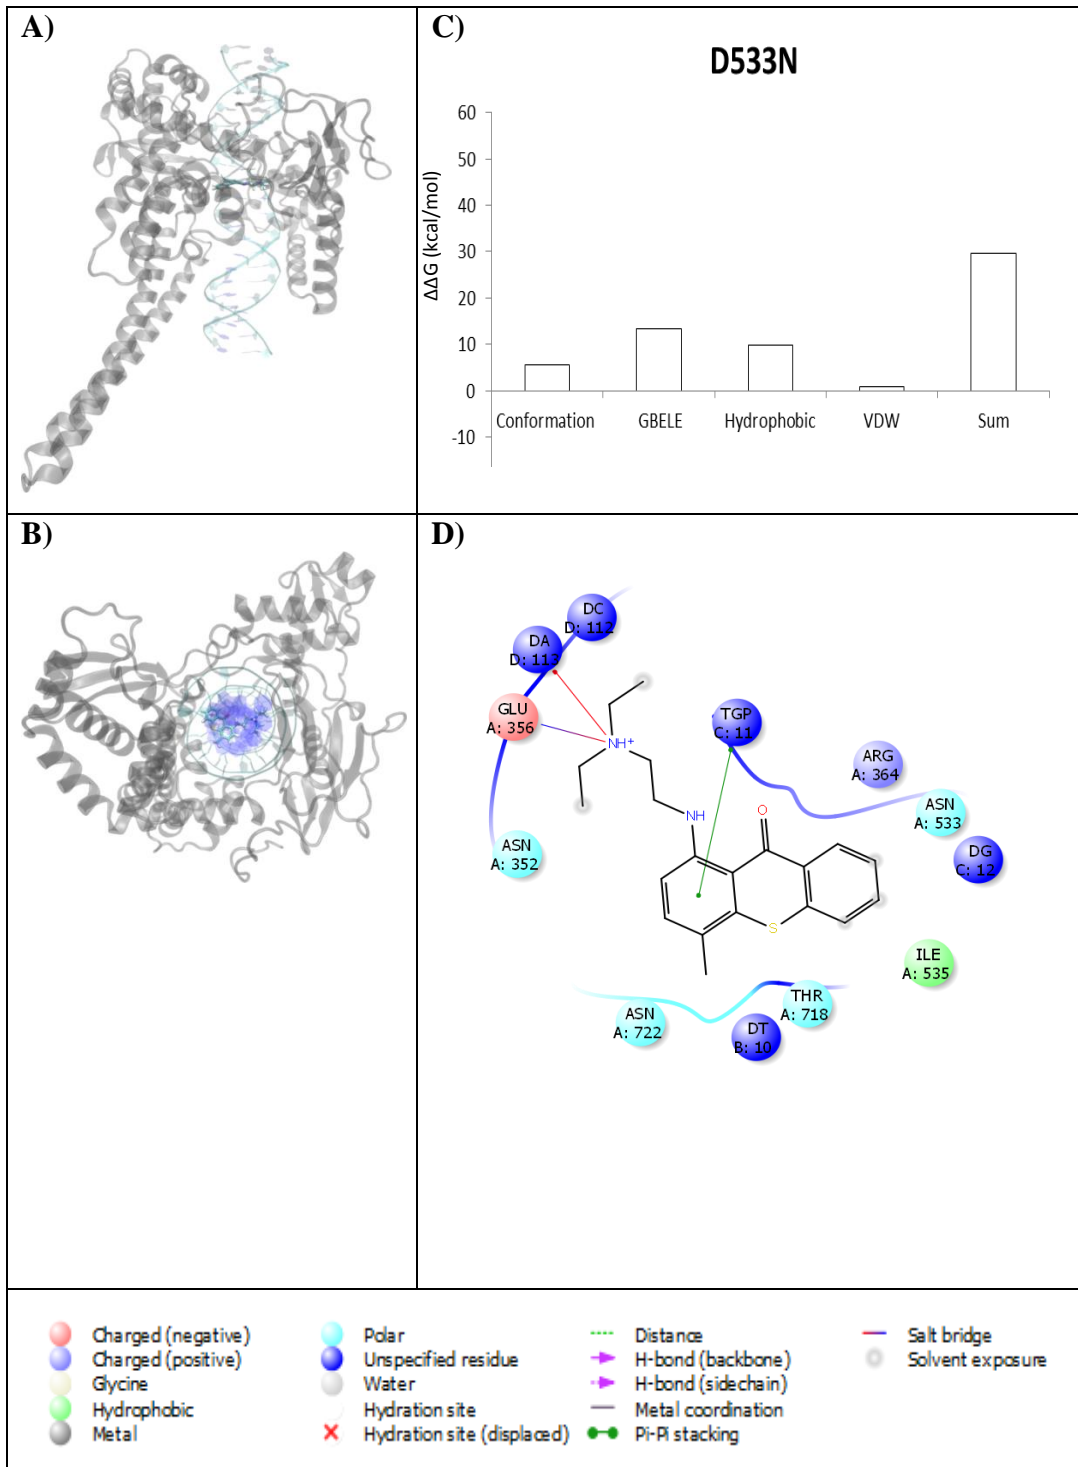 A)
B)
C)
D533N
ΔΔG (kcal/mol)
60
50
40
30
20
10
0
-10
Conformation GBELE Hydrophobic VDW Sum
D)
DC
D: 112
DA
D: 113
GLU
A: 356
NH+
TGP
C: 11
ARG
A: 364
NH
O
ASN
A: 533
ASN
A: 352
DG
C: 12
S
ILE
A: 535
THR
A: 718
ASN
A: 722
DT
B: 10
Charged (negative)
Charged (positive)
Glycine
Hydrophobic
Metal
Polar
Unspecified residue
Water
Hydration site
Hydration site (displaced)
Distance
H-bond (backbone)
H-bond (sidechain)
Metal coordination
Pi-Pi stacking
Salt bridge
Solvent exposure